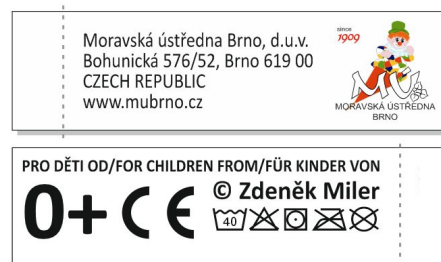 Moravská ústředna Brno, d.u.v.
Bohunická 576/52, Brno 619 00
CZECH REPUBLIC
www.mubrno.cz
since
1909
MU
MORAVSKÁ ÚSTŘEDNA
BRNO
PRO DĚTI OD/FOR CHILDREN FROM/FÜR KINDER VON
0+ CE
© Zdeněk Miler
40